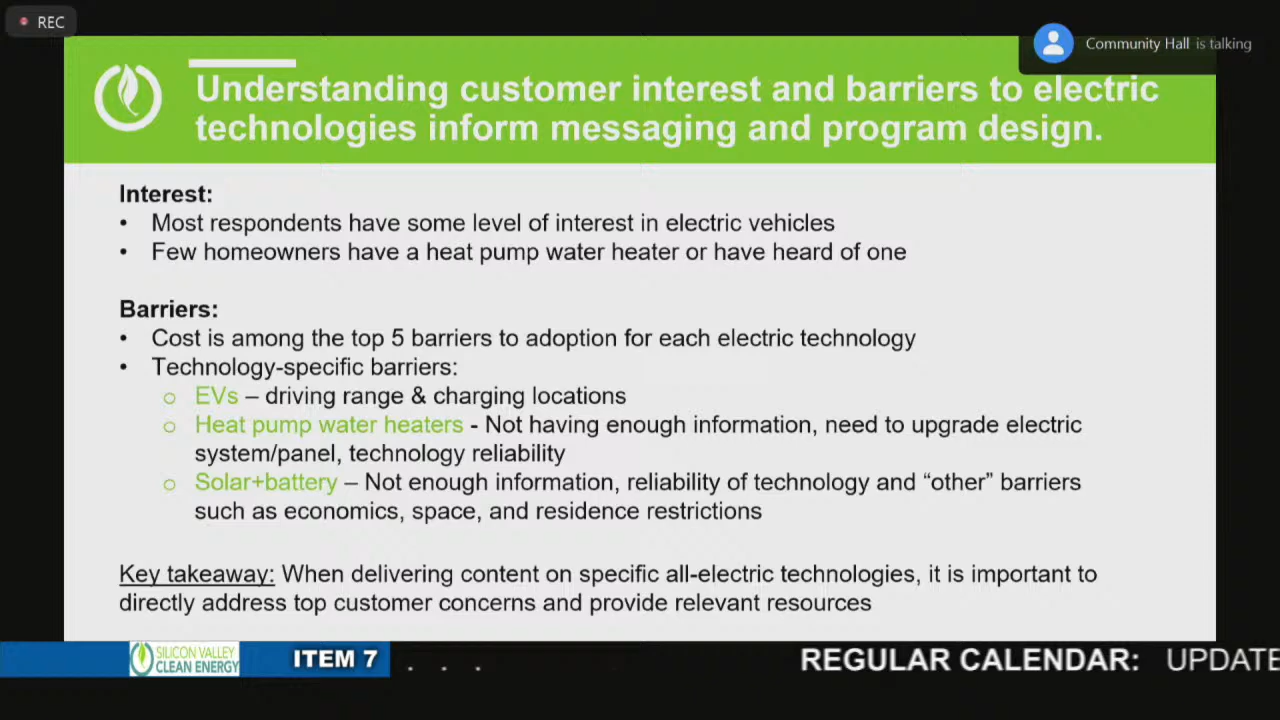 REC
Community Hall is talking
Understanding customer interest and barriers to electric
technologies inform messaging and program design.
Interest:
• Most respondents have some level of interest in electric vehicles
• Few homeowners have a heat pump water heater or have heard of one
Barriers:
• Cost is among the top 5 barriers to adoption for each electric technology
• Technology-specific barriers:
o EVs – driving range & charging locations
o Heat pump water heaters - Not having enough information, need to upgrade electric
system/panel, technology reliability
o Solar+battery – Not enough information, reliability of technology and “other” barriers
such as economics, space, and residence restrictions
Key takeaway: When delivering content on specific all-electric technologies, it is important to
directly address top customer concerns and provide relevant resources
SILICON VALLEY
CLEAN ENERGY
ITEM 7 . . . REGULAR CALENDAR: UPDATE